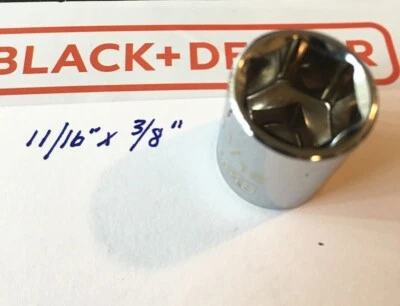 BLACK+DE
R
11/16" x 3/8"